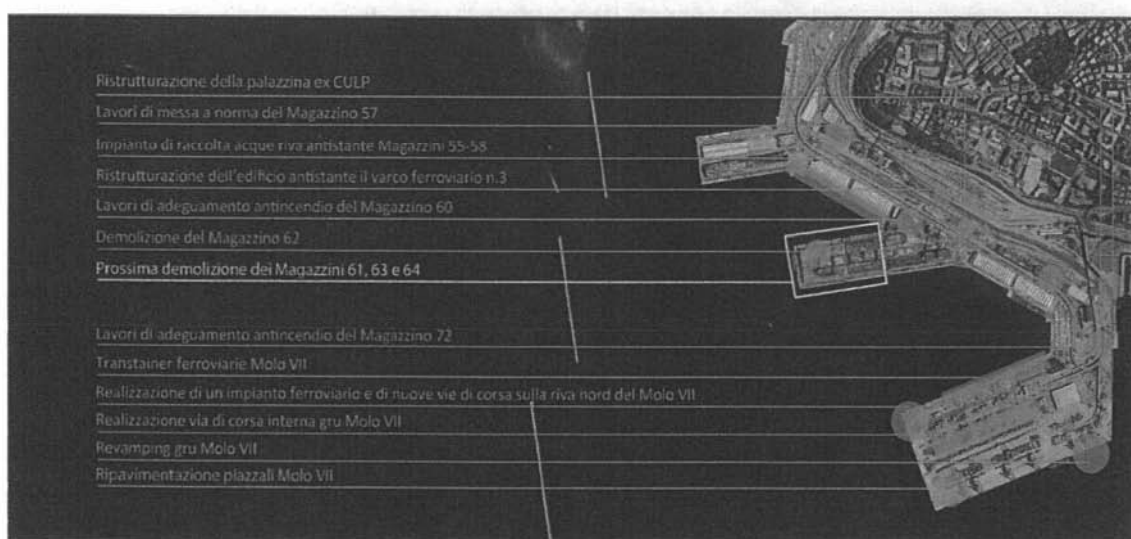 Ristrutturazione della palazzina ex CULP
Lavori di messa a norma del Magazzino 57
Impianto di raccolta acque riva antistante Magazzini 55-58
Ristrutturazione dell'edificio antistante il varco ferroviario n.3
Lavori di adeguamento antincendio del Magazzino 60
Demolizione del Magazzino 62
Prossima demolizione dei Magazzini 61, 63 e 64
Lavori di adeguamento antincendio del Magazzino 72
Transtainer ferroviarie Molo VII
Realizzazione di un impianto ferroviario e di nuove vie di corsa sulla riva nord del Molo VII
Realizzazione via di corsa interna gru Molo VII
Revamping gru Molo VII
Ripavimentazione piazzali Molo VII